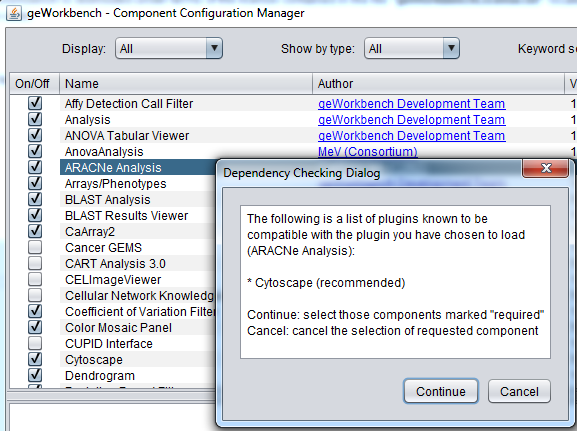 geWorkbench - Component Configuration Manager
Display: All Show by type: All Keyword se
On/Off Name Author V
Affy Detection Call Filter geWorkbench Development Team 1
Analysis geWorkbench Development Team 1
ANOVA Tabular Viewer geWorkbench Development Team 1
AnovaAnalysis MeV (Consortium) 1
ARACNe Analysis
Arrays/Phenotypes
BLAST Analysis
BLAST Results Viewer
CaArray2
Cancer GEMS
CART Analysis 3.0
CELImageViewer
Cellular Network Knowledg
Coefficient of Variation Filter
Color Mosaic Panel
CUPID Interface
Cytoscape
Dendrogram
Dependency Checking Dialog
The following is a list of plugins known to be
compatible with the plugin you have chosen to load
(ARACNe Analysis):
* Cytoscape (recommended)
Continue: select those components marked "required"
Cancel: cancel the selection of requested component
Continue Cancel